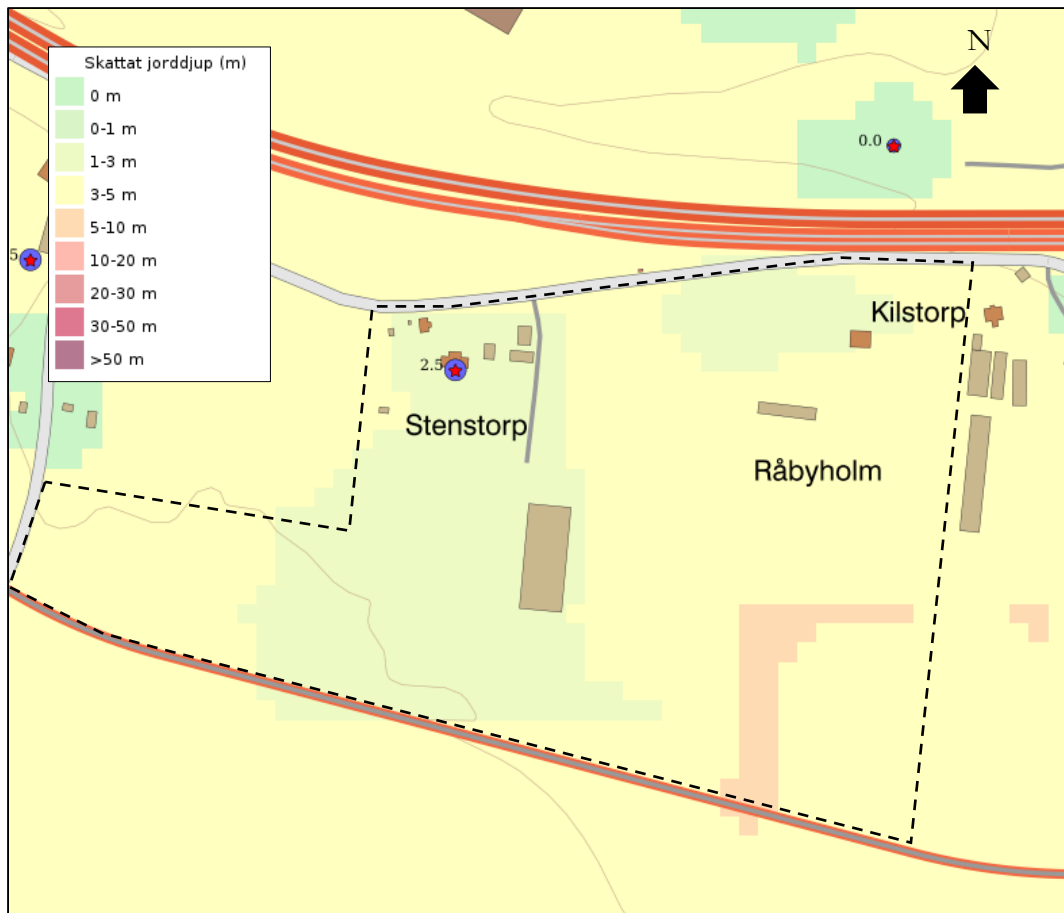 N
Skattat jorddjup (m)
0 m
0-1 m
1-3 m
3-5 m
5-10 m
10-20 m
20-30 m
30-50 m
>50 m
0.0
5
Kilstorp
2.5
Stenstorp
Råbyholm